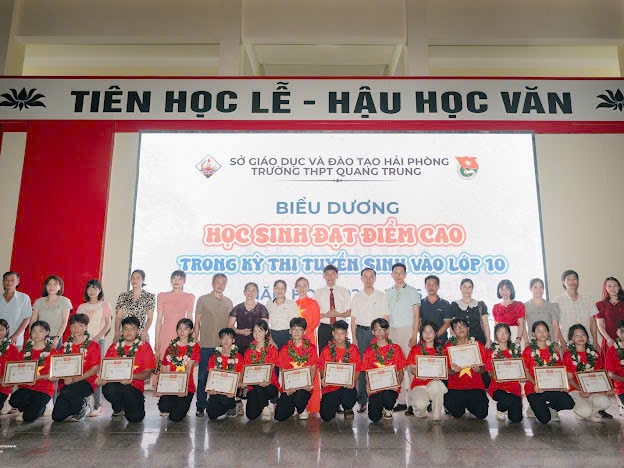 TIÊN HỌC LỄ - HẬU HỌC VĂN
SỞ GIÁO DỤC VÀ ĐÀO TẠO HẢI PHÒNG
TRƯỜNG THPT QUANG TRUNG
BIỂU DƯƠNG
HỌC SINH ĐẠT ĐIỂM CAO
TRONG KỲ THI TUYỂN SINH VÀO LỚP 10